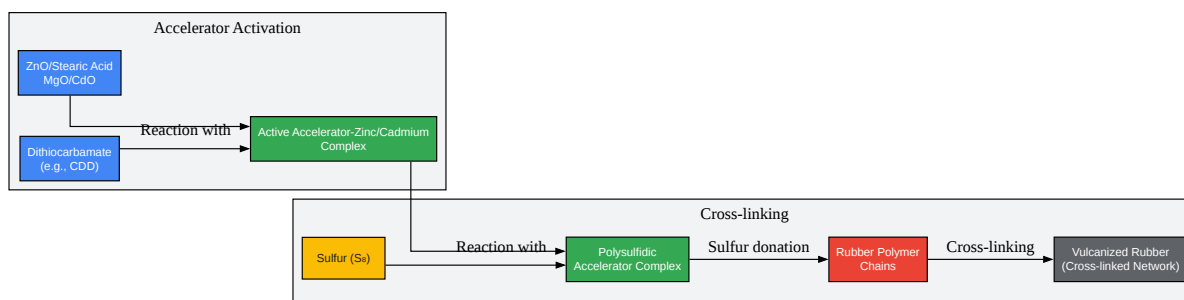 Accelerator Activation
ZnO/Stearic Acid
MgO/CdO
Reaction with
Dithiocarbamate
(e.g., CDD)
Active Accelerator-Zinc/Cadmium
Complex
Cross-linking
Sulfur (S₈)
Reaction with
Polysulfidic
Accelerator Complex
Sulfur donation
Rubber Polymer
Chains
Cross-linking
Vulcanized Rubber
(Cross-linked Network)